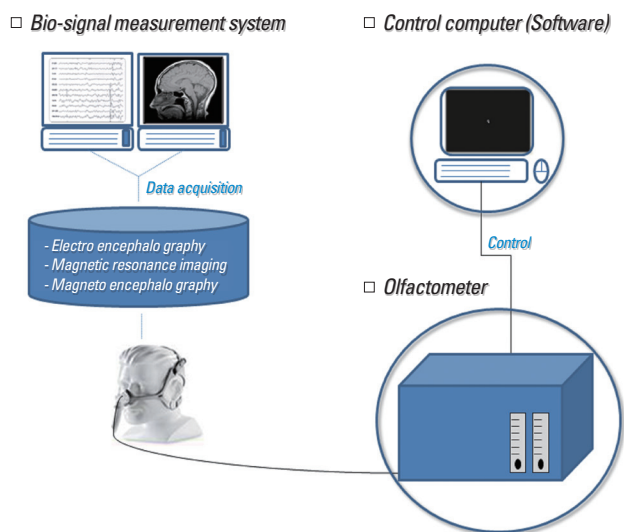 □ Bio-signal measurement system
□ Control computer (Software)
Data acquisition
Control
- Electro encephalo graphy
- Magnetic resonance imaging
- Magneto encephalo graphy
□ Olfactometer